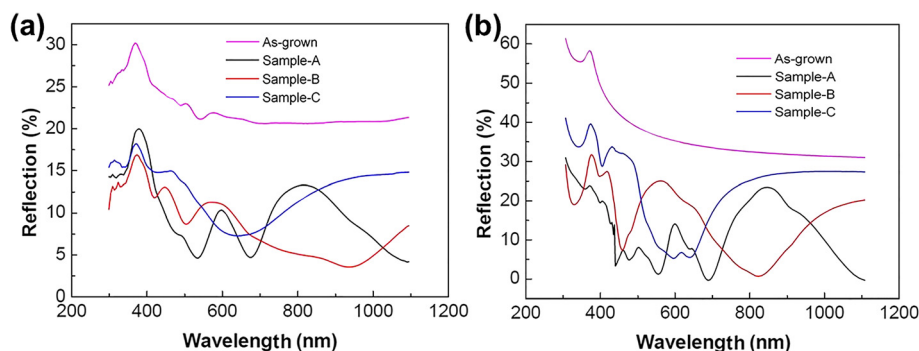 (a)
30
25
20
15
10
5
0
Reflection (%)
As-grown
Sample-A
Sample-B
Sample-C
200 400 600 800 1000 1200
Wavelength (nm)
(b)
60
50
40
30
20
10
0
Reflection (%)
As-grown
Sample-A
Sample-B
Sample-C
200 400 600 800 1000 1200
Wavelength (nm)